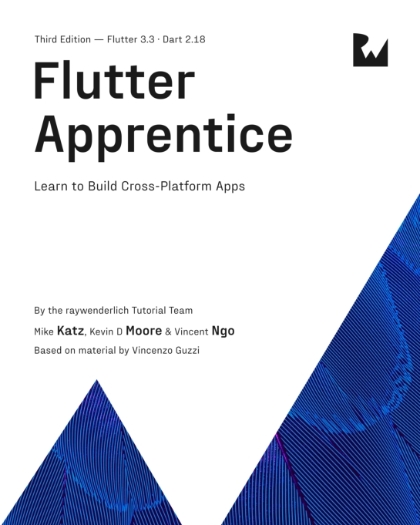 Third Edition — Flutter 3.3 · Dart 2.18
Flutter
Apprentice
Learn to Build Cross-Platform Apps
By the raywenderlich Tutorial Team
Mike Katz, Kevin D Moore & Vincent Ngo
Based on material by Vincenzo Guzzi